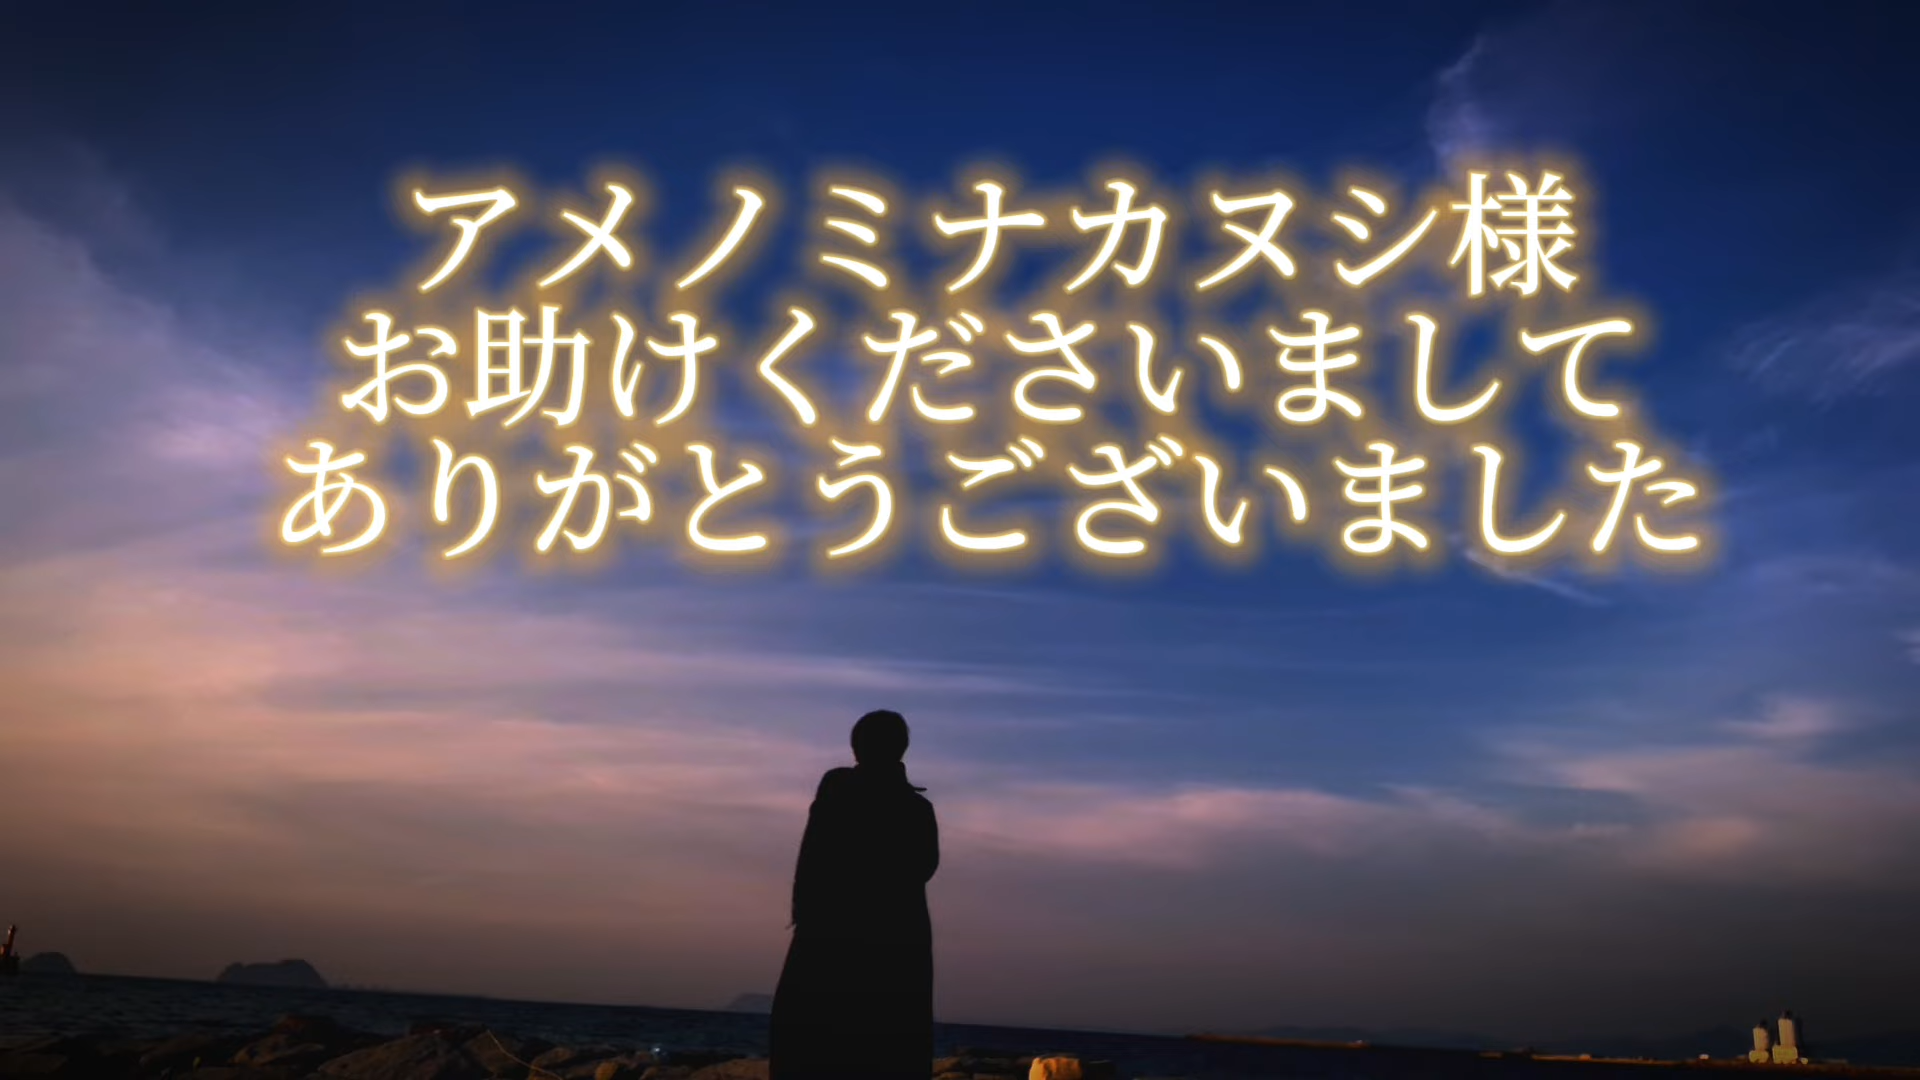 アメノミナカヌシ様
お助けくださいまして
ありがとうございました